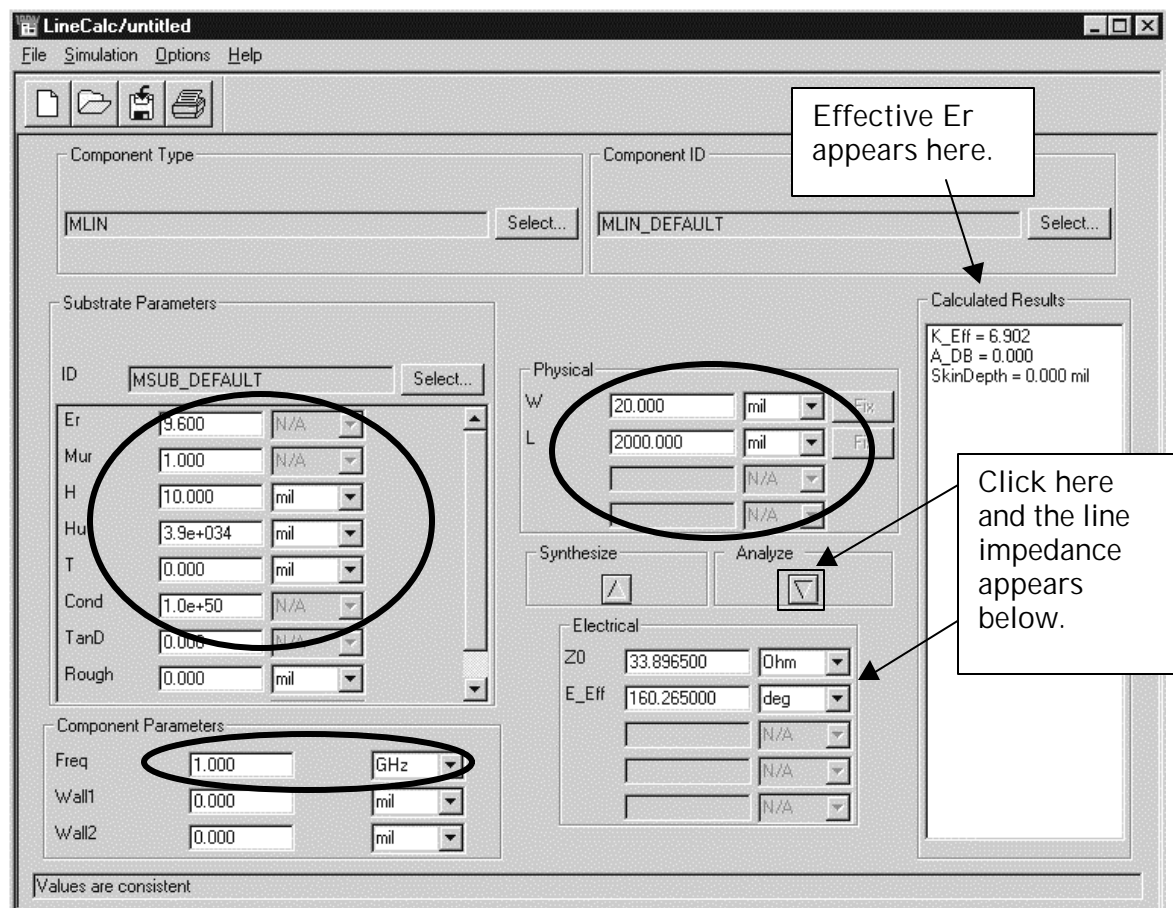 LineCalc/untitled
File Simulation Options Help
Effective Er
appears here.
Component Type
MLIN
Select...
Component ID
MLIN_DEFAULT
Select...
Substrate Parameters
ID
MSUB_DEFAULT
Select...
Er 9.600 N/A
Mur 1.000 N/A
H 10.000 mil
Hu 3.9e+034 mil
T 0.000 mil
Cond 1.0e+50 N/A
TanD 0.000 N/A
Rough 0.000 mil
Physical
W 20.000 mil Fix
L 2000.000 mil
N/A
N/A
Synthesize
Analyze
Electrical
Z0 33.896500 Ohm
E_Eff 160.265000 deg
N/A
N/A
N/A
Calculated Results
K_Eff = 6.902
A_DB = 0.000
SkinDepth = 0.000 mil
Click here
and the line
impedance
appears
below.
Component Parameters
Freq 1.000 GHz
Wall1 0.000 mil
Wall2 0.000 mil
Values are consistent